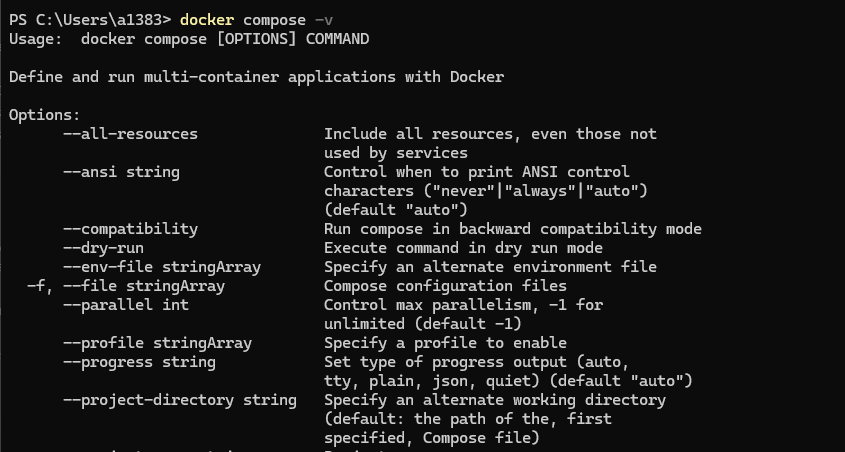 PS C:\Users\a1383> docker compose -v
Usage:  docker compose [OPTIONS] COMMAND
Define and run multi-container applications with Docker
Options:
--all-resources Include all resources, even those not
used by services
--ansi string Control when to print ANSI control
characters ("never"|"always"|"auto")
(default "auto")
--compatibility Run compose in backward compatibility mode
--dry-run Execute command in dry run mode
--env-file stringArray Specify an alternate environment file
-f, --file stringArray Compose configuration files
--parallel int Control max parallelism, -1 for
unlimited (default -1)
--profile stringArray Specify a profile to enable
--progress string Set type of progress output (auto,
tty, plain, json, quiet) (default "auto")
--project-directory string Specify an alternate working directory
(default: the path of the, first
specified, Compose file)